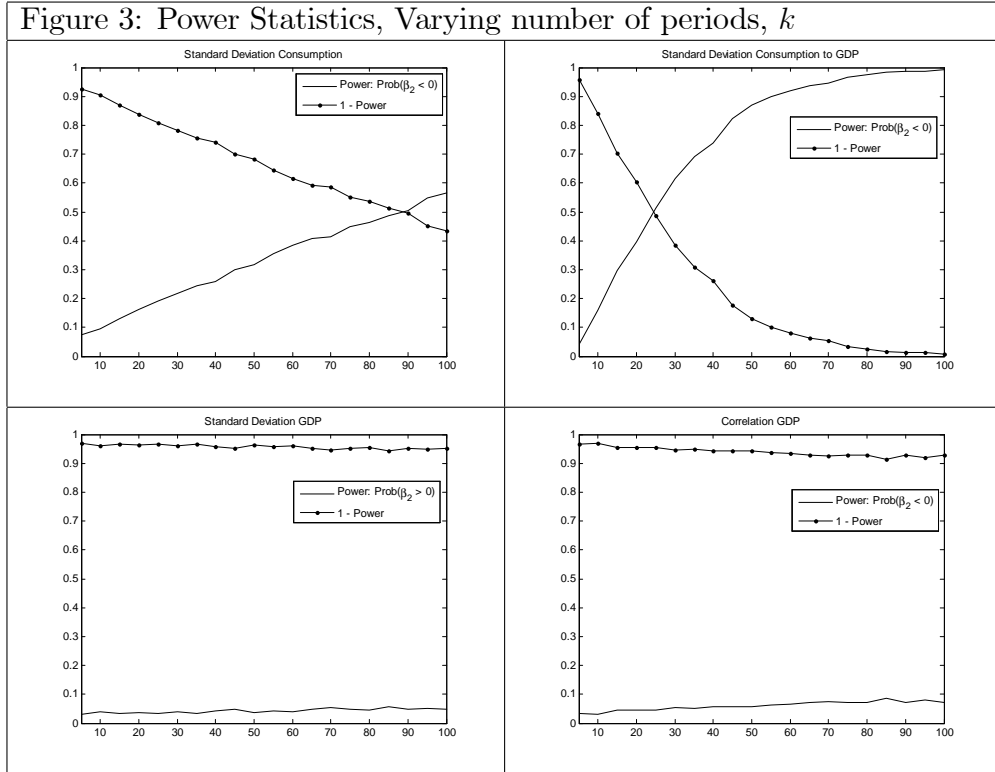 Figure 3: Power Statistics, Varying number of periods, k
Standard Deviation Consumption
1
0.9
0.8
0.7
0.6
0.5
0.4
0.3
0.2
0.1
0
Power: Prob(β2 < 0)
1 - Power
10 20 30 40 50 60 70 80 90 100
Standard Deviation Consumption to GDP
1
0.9
0.8
0.7
0.6
0.5
0.4
0.3
0.2
0.1
0
Power: Prob(β2 < 0)
1 - Power
10 20 30 40 50 60 70 80 90 100
Standard Deviation GDP
1
0.9
0.8
0.7
0.6
0.5
0.4
0.3
0.2
0.1
0
Power: Prob(β2 > 0)
1 - Power
10 20 30 40 50 60 70 80 90 100
Correlation GDP
1
0.9
0.8
0.7
0.6
0.5
0.4
0.3
0.2
0.1
0
Power: Prob(β2 < 0)
1 - Power
10 20 30 40 50 60 70 80 90 100